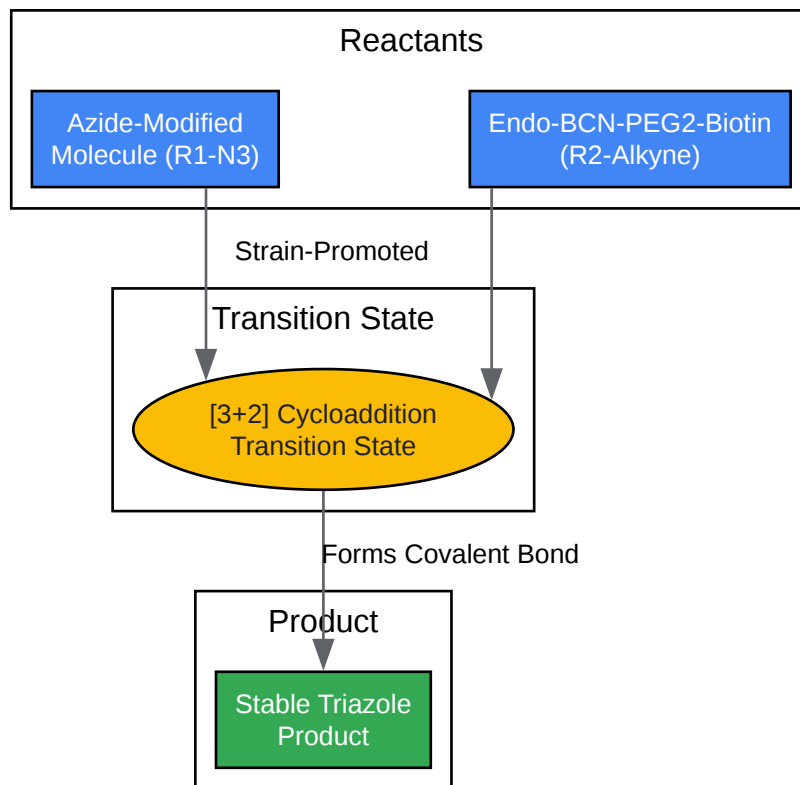 Reactants
Azide-Modified
Molecule (R1-N3)
Endo-BCN-PEG2-Biotin
(R2-Alkyne)
Strain-Promoted
Transition State
[3+2] Cycloaddition
Transition State
Forms Covalent Bond
Product
Stable Triazole
Product